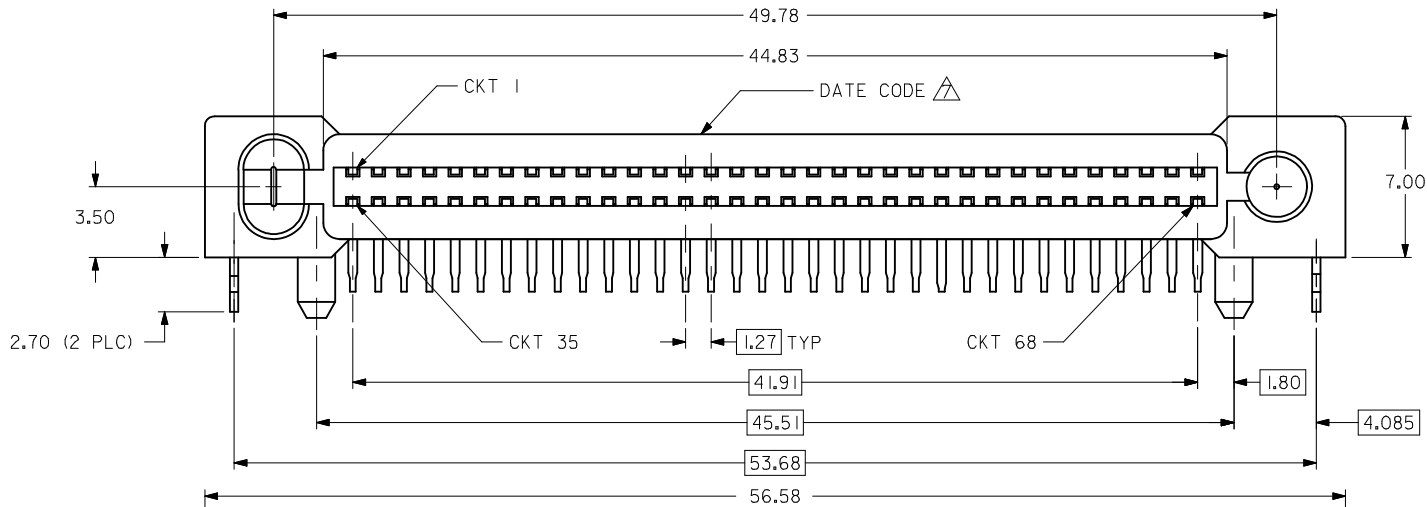 49.78
44.83
CKT 1
DATE CODE 7
7.00
3.50
2.70 (2 PLC)
CKT 35
1.27 TYP
CKT 68
41.91
1.80
45.51
4.085
53.68
56.58